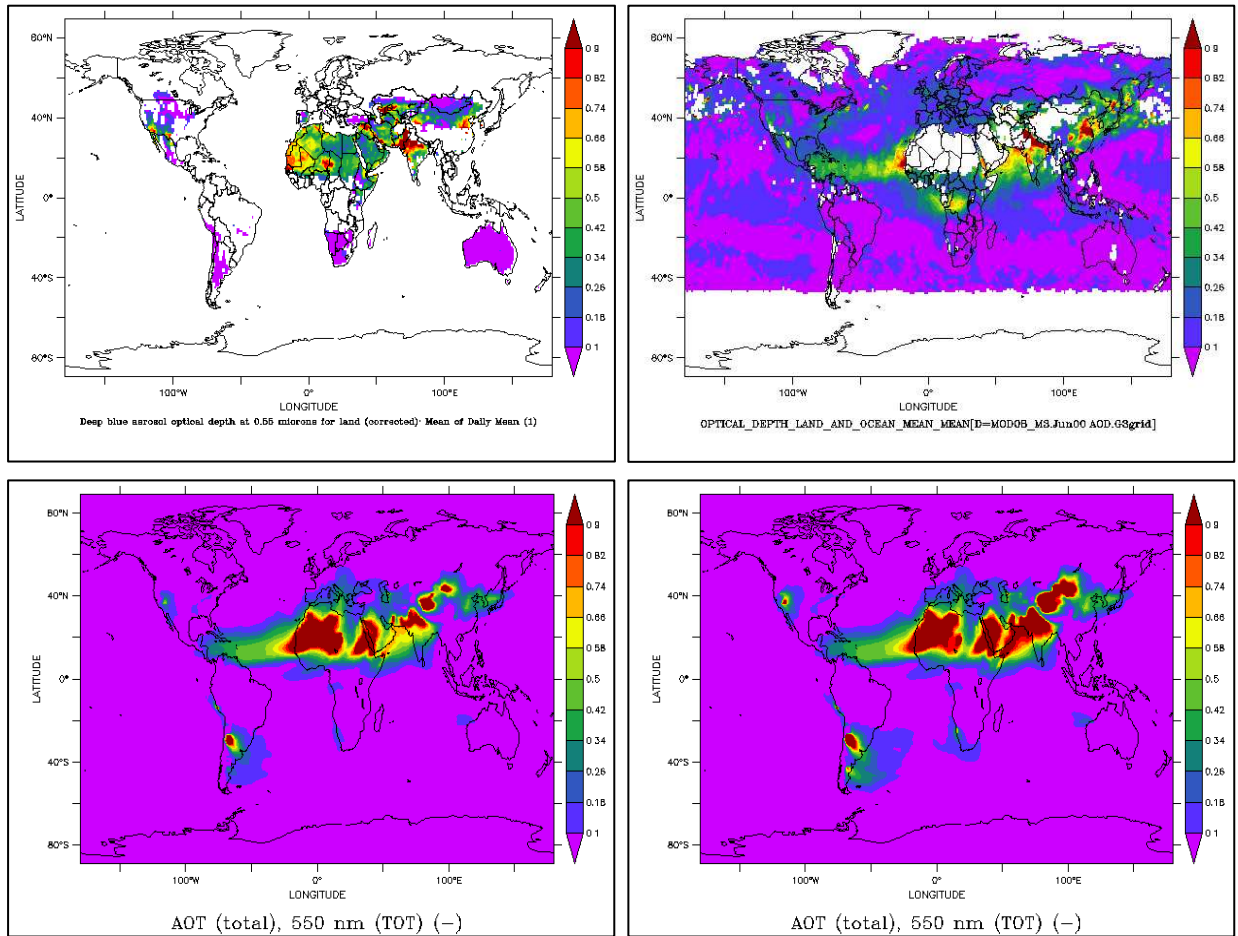 80°N
40°N
0°
40°S
80°S
LATITUDE
100°W
0°
100°E
LONGITUDE
0.9
0.82
0.74
0.66
0.58
0.5
0.42
0.34
0.26
0.18
0.1
Deep blue aerosol optical depth at 0.55 microns for land (corrected): Mean of Daily Mean (1)
80°N
40°N
0°
40°S
80°S
LATITUDE
100°W
0°
100°E
LONGITUDE
0.9
0.82
0.74
0.66
0.58
0.5
0.42
0.34
0.26
0.18
0.1
OPTICAL_DEPTH_LAND_AND_OCEAN_MEAN_MEAN[D=MOD08_M3.Jun00 AOD.G3grid]
80°N
40°N
0°
40°S
80°S
LATITUDE
100°W
0°
100°E
LONGITUDE
0.9
0.82
0.74
0.66
0.58
0.5
0.42
0.34
0.26
0.18
0.1
AOT (total), 550 nm (TOT) (−)
80°N
40°N
0°
40°S
80°S
LATITUDE
100°W
0°
100°E
LONGITUDE
0.9
0.82
0.74
0.66
0.58
0.5
0.42
0.34
0.26
0.18
0.1
AOT (total), 550 nm (TOT) (−)